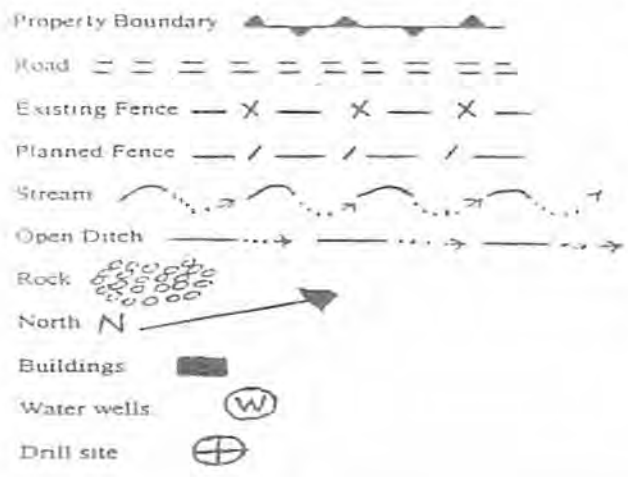 Property Boundary
Road
Existing Fence
Planned Fence
Stream
Open Ditch
Rock
North N
Buildings
Water wells W
Drill site